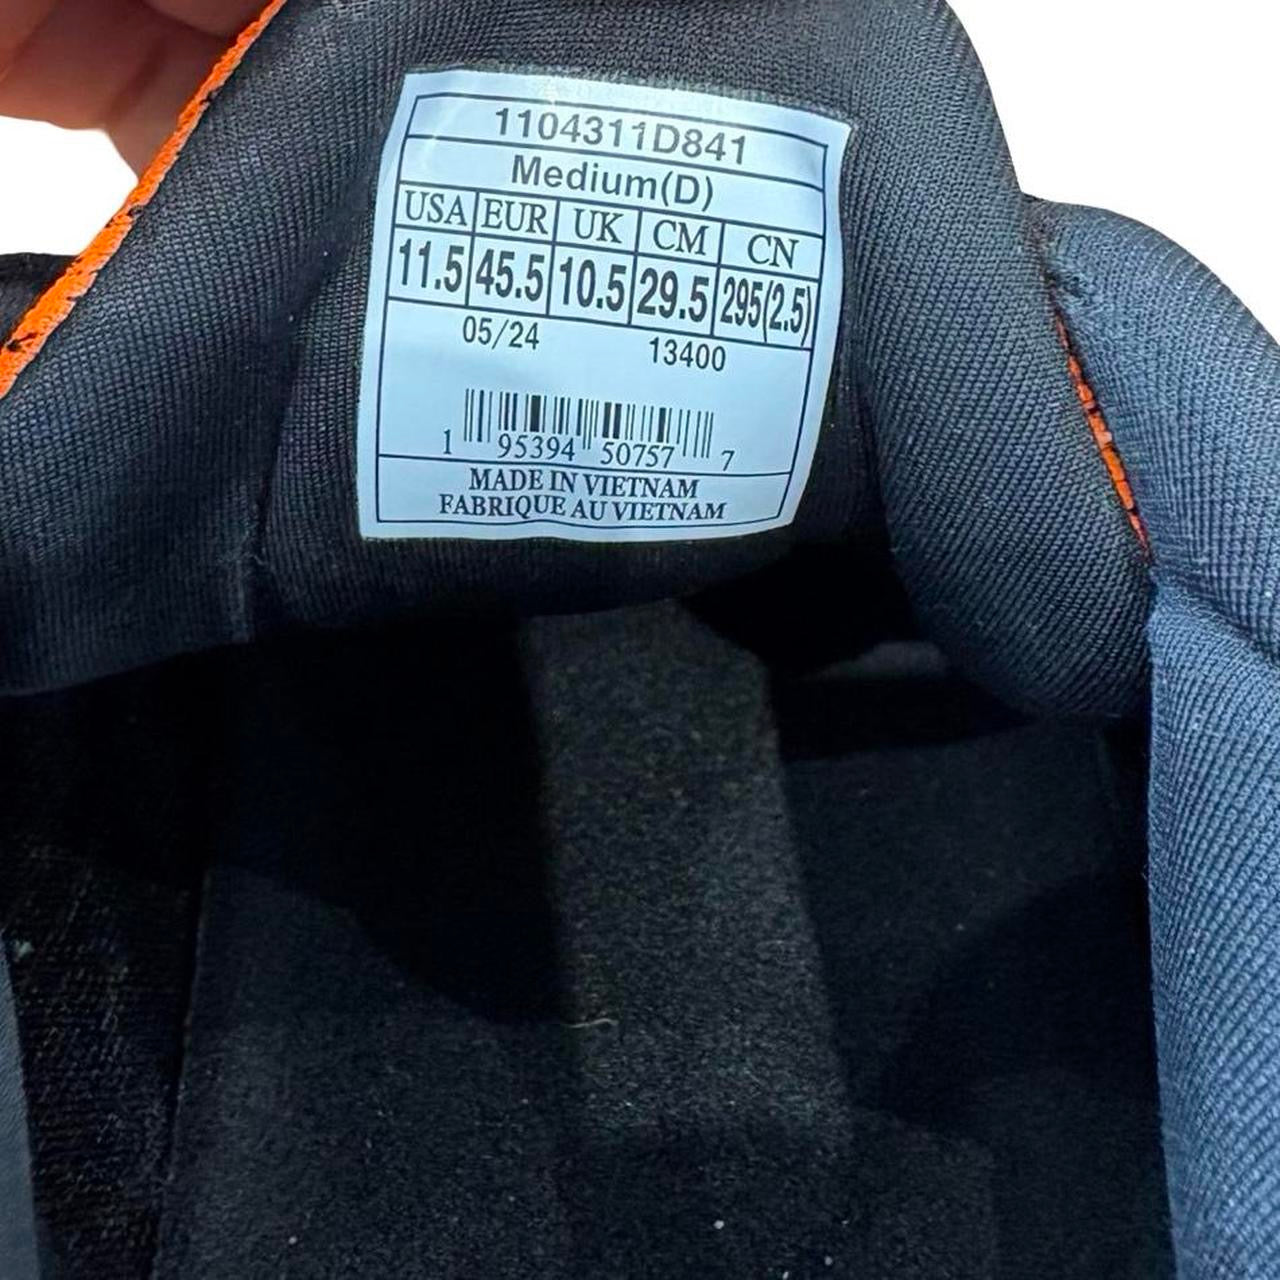 1104311D841
Medium(D)
USA EUR UK CM CN
11.5 45.5 10.5 29.5 295(2.5)
05/24 13400
1 95394 50757 7
MADE IN VIETNAM
FABRIQUE AU VIETNAM